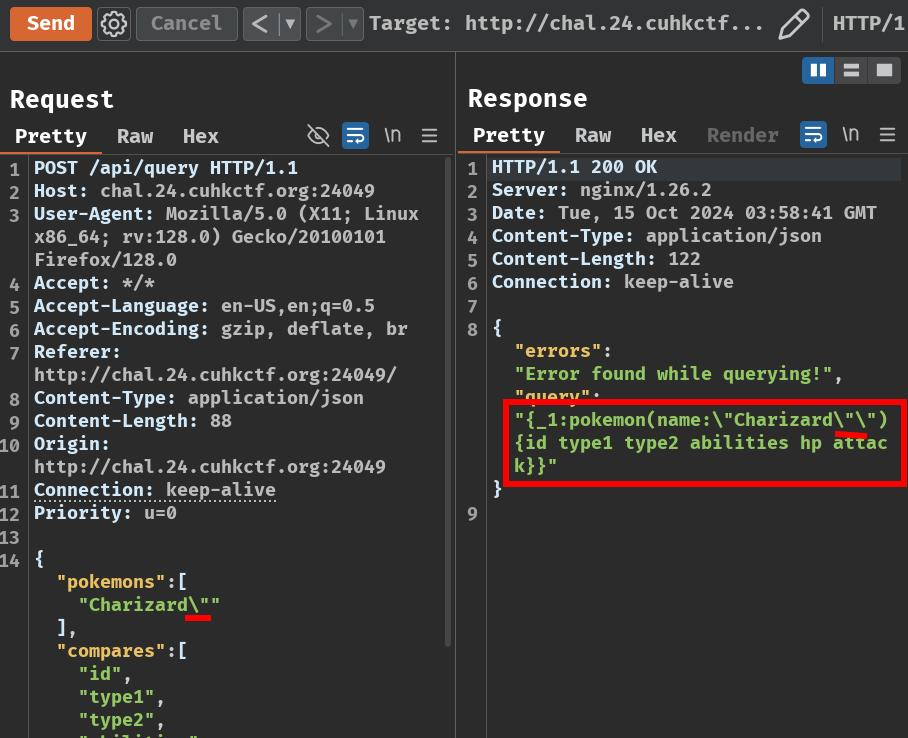 Send Cancel < ▼ > ▼ Target: http://chal.24.cuhkctf... HTTP/1
Request
Pretty Raw Hex \n
1 POST /api/query HTTP/1.1
2 Host: chal.24.cuhkctf.org:24049
3 User-Agent: Mozilla/5.0 (X11; Linux
x86_64; rv:128.0) Gecko/20100101
Firefox/128.0
4 Accept: */*
5 Accept-Language: en-US,en;q=0.5
6 Accept-Encoding: gzip, deflate, br
7 Referer:
http://chal.24.cuhkctf.org:24049/
8 Content-Type: application/json
9 Content-Length: 88
10 Origin:
http://chal.24.cuhkctf.org:24049
11 Connection: keep-alive
12 Priority: u=0
13
14 {
"pokemons":[
"Charizard\""
],
"compares":[
"id",
"type1",
"type2",
Response
Pretty Raw Hex Render \n
1 HTTP/1.1 200 OK
2 Server: nginx/1.26.2
3 Date: Tue, 15 Oct 2024 03:58:41 GMT
4 Content-Type: application/json
5 Content-Length: 122
6 Connection: keep-alive
7
8 {
"errors":
"Error found while querying!",
"query":
"{_1:pokemon(name:\"Charizard\"\")
{id type1 type2 abilities hp attac
k}}"
}
9